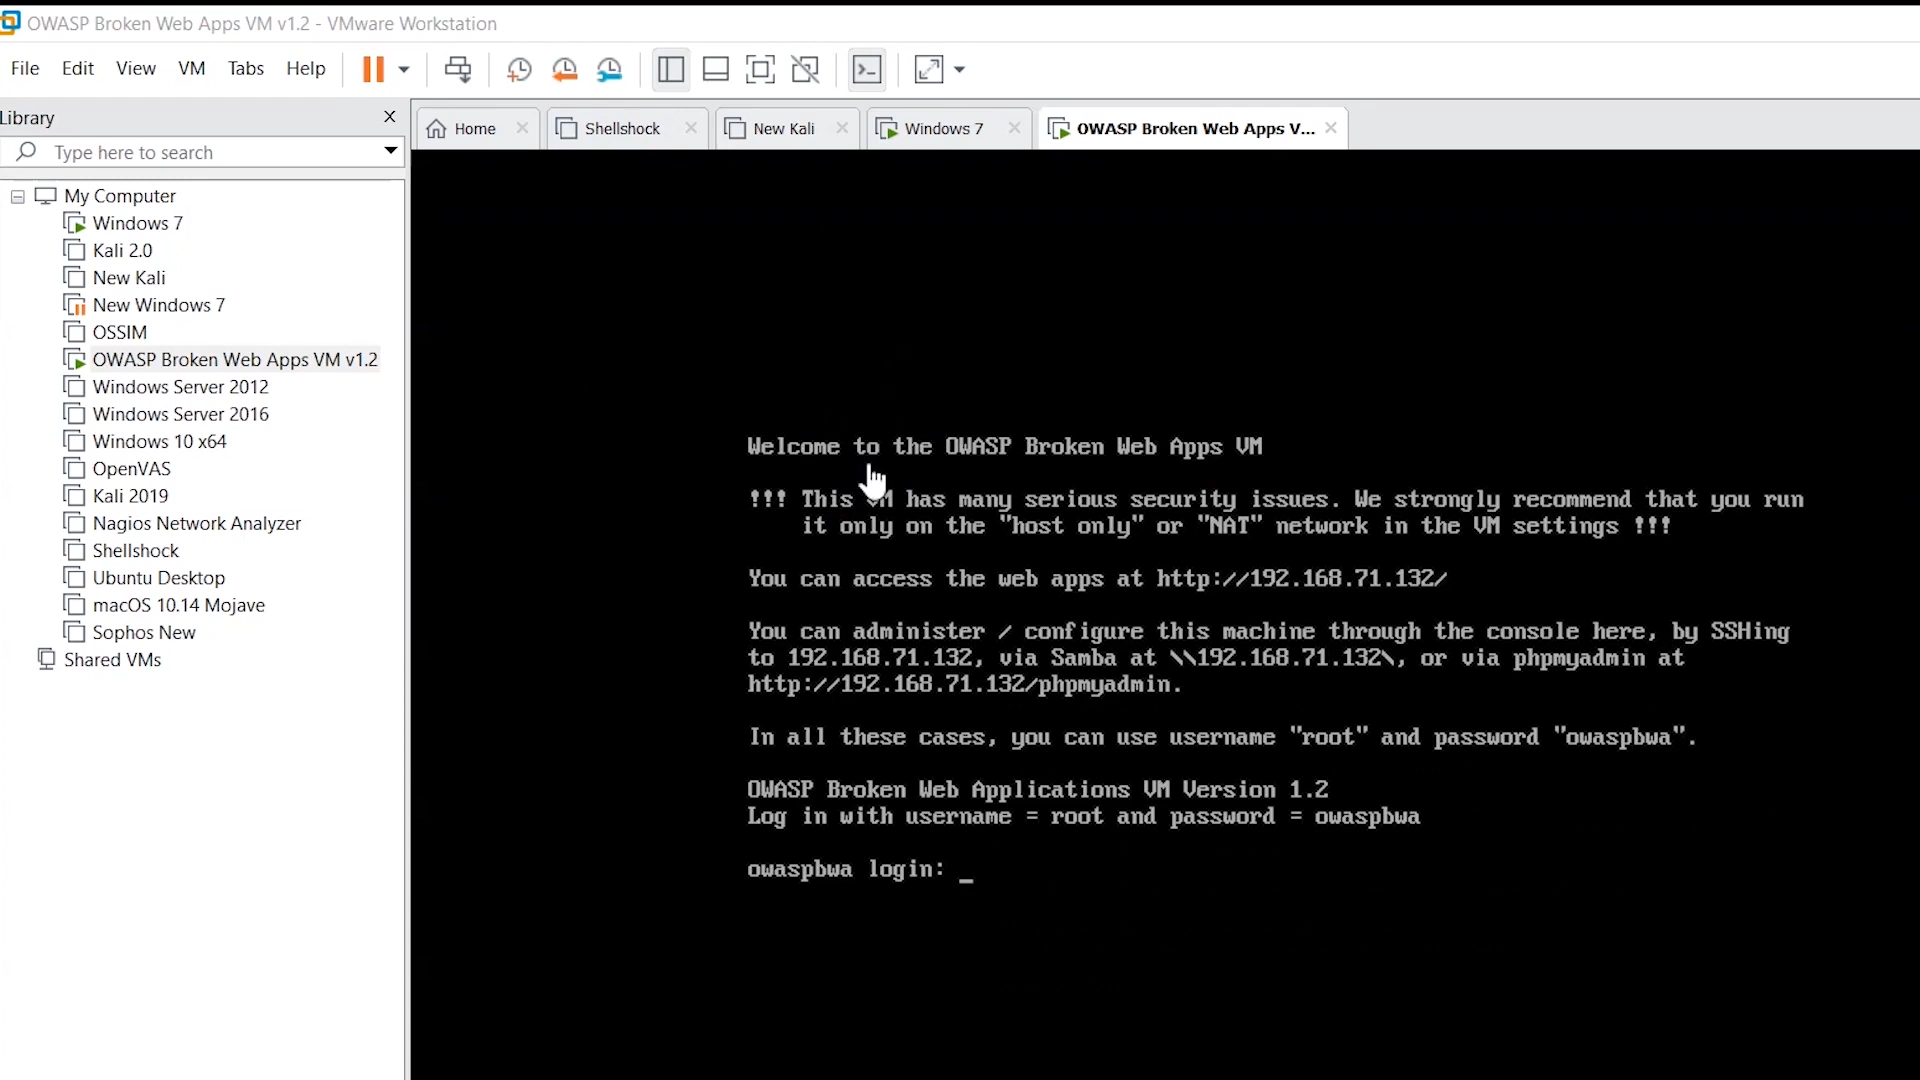 OWASP Broken Web Apps VM v1.2 - VMware Workstation
File Edit View VM Tabs Help
Library
Type here to search
Home
Shellshock
New Kali
Windows 7
OWASP Broken Web Apps V...
My Computer
Windows 7
Kali 2.0
New Kali
New Windows 7
OSSIM
OWASP Broken Web Apps VM v1.2
Windows Server 2012
Windows Server 2016
Windows 10 x64
OpenVAS
Kali 2019
Nagios Network Analyzer
Shellshock
Ubuntu Desktop
macOS 10.14 Mojave
Sophos New
Shared VMs
Welcome to the OWASP Broken Web Apps VM
!!! This VM has many serious security issues. We strongly recommend that you run
it only on the "host only" or "NAT" network in the VM settings !!!
You can access the web apps at http://192.168.71.132/
You can administer / configure this machine through the console here, by SSHing
to 192.168.71.132, via Samba at \\192.168.71.132\, or via phpmyadmin at
http://192.168.71.132/phpmyadmin.
In all these cases, you can use username "root" and password "owaspbwa".
OWASP Broken Web Applications VM Version 1.2
Log in with username = root and password = owaspbwa
owaspbwa login: _